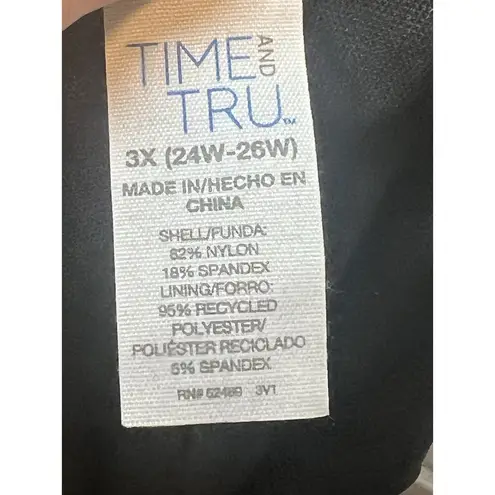 TIME AND
TRU™
3X (24W-26W)
MADE IN/HECHO EN
CHINA
SHELL/FUNDA:
82% NYLON
18% SPANDEX
LINING/FORRO:
95% RECYCLED
POLYESTER/
POLIÉSTER RECICLADO
5% SPANDEX
RN# 52469 3V1